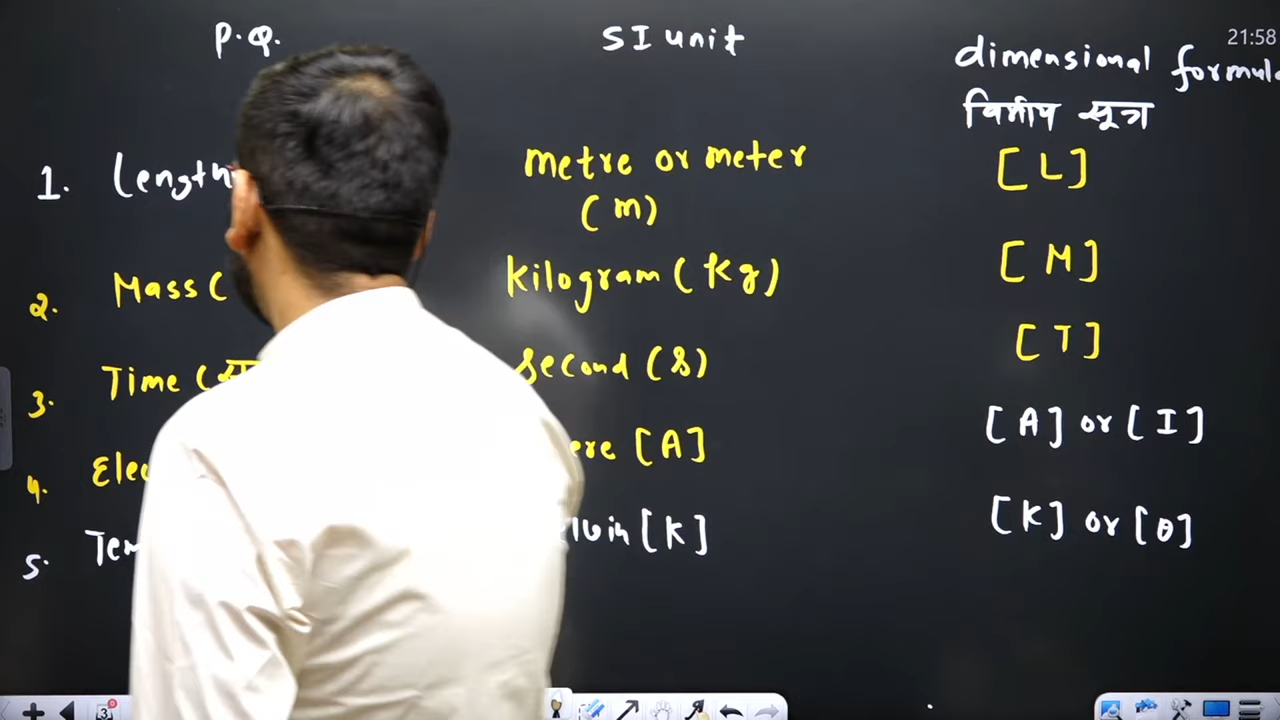 P.Q.
SI unit
21:58
dimensional formula
विमीय सूत्र
1. Length
metre or meter
(m)
[L]
2. Mass (
Kilogram (kg)
[M]
3. Time (
Second (s)
[T]
4.
[A]
[A] or [I]
5.
[K]
[K] or [θ]
3